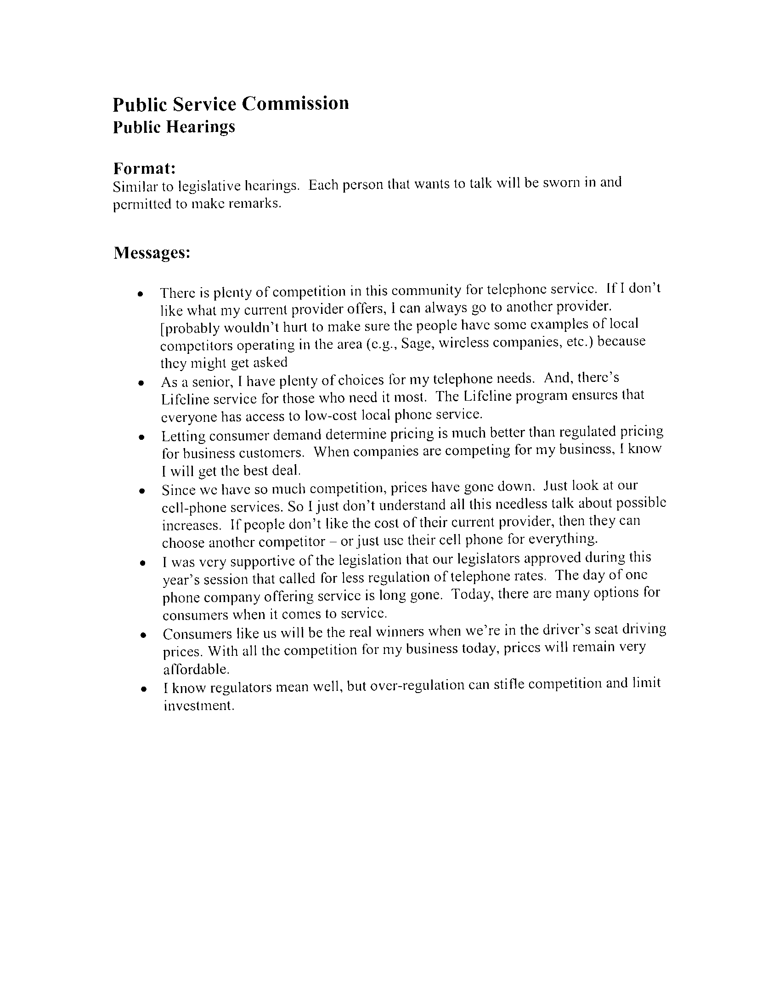 Public Service Commission
Public Hearings
Format:
Similar to legislative hearings. Each person that wants to talk will be sworn in and
permitted to make remarks.
Messages:
• There is plenty of competition in this community for telephone service. If I don't
like what my current provider offers, I can always go to another provider.
[probably wouldn't hurt to make sure the people have some examples of local
competitors operating in the area (e.g., Sage, wireless companies, etc.) because
they might get asked
• As a senior, I have plenty of choices for my telephone needs. And, there's
Lifeline service for those who need it most. The Lifeline program ensures that
everyone has access to low-cost local phone service.
• Letting consumer demand determine pricing is much better than regulated pricing
for business customers. When companies are competing for my business, I know
I will get the best deal.
• Since we have so much competition, prices have gone down. Just look at our
cell-phone services. So I just don't understand all this needless talk about possible
increases. If people don't like the cost of their current provider, then they can
choose another competitor – or just use their cell phone for everything.
• I was very supportive of the legislation that our legislators approved during this
year's session that called for less regulation of telephone rates. The day of one
phone company offering service is long gone. Today, there are many options for
consumers when it comes to service.
• Consumers like us will be the real winners when we're in the driver's seat driving
prices. With all the competition for my business today, prices will remain very
affordable.
• I know regulators mean well, but over-regulation can stifle competition and limit
investment.